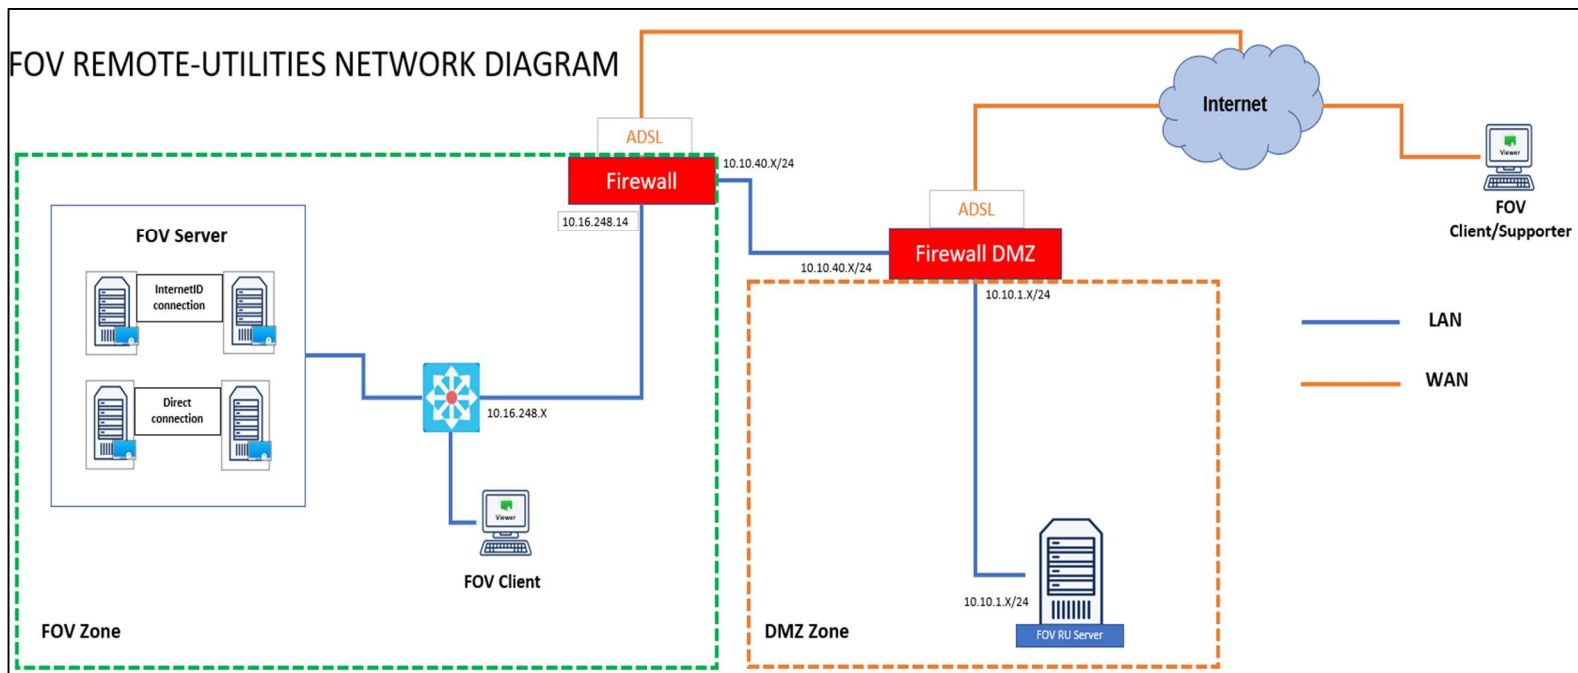 FOV REMOTE-UTILITIES NETWORK DIAGRAM
Internet
ADSL
Firewall
10.10.40.X/24
10.16.248.14
Viewer
FOV
Client/Supporter
ADSL
Firewall DMZ
10.10.40.X/24
10.10.1.X/24
FOV Server
InternetID
connection
Direct
connection
10.16.248.X
Viewer
FOV Client
LAN
WAN
10.10.1.X/24
FOV RU Server
FOV Zone
DMZ Zone